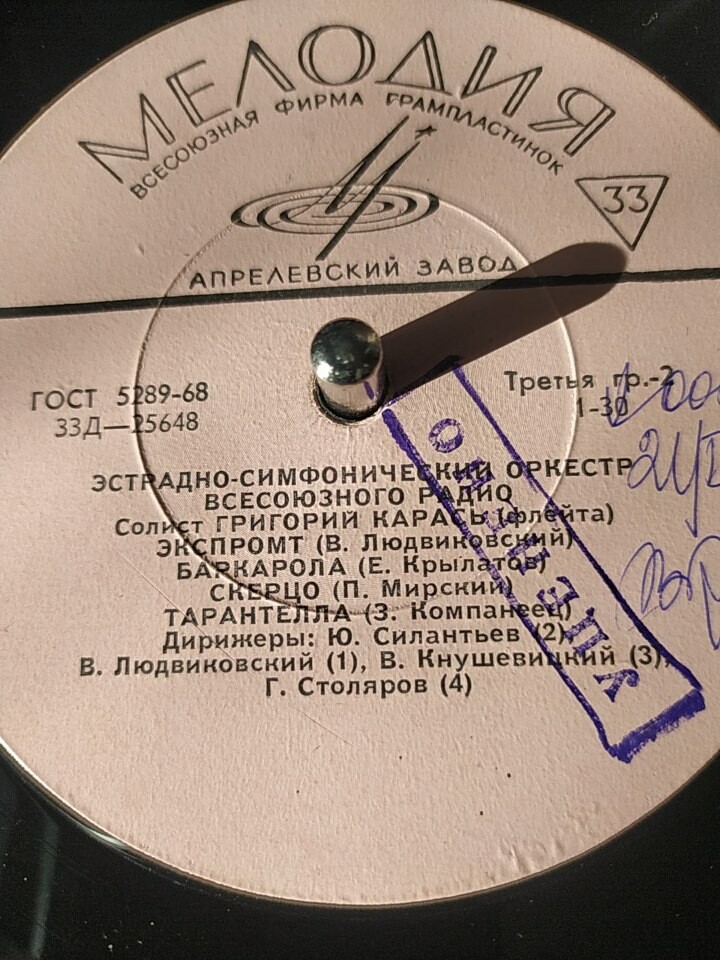 МЕЛОДИЯ
ВСЕСОЮЗНАЯ ФИРМА ГРАМПЛАСТИНОК
33
АПРЕЛЕВСКИЙ ЗАВОД
ГОСТ 5289-68
33Д—25648
Третья гр.-2
1-30
ЭСТРАДНО-СИМФОНИЧЕСКИЙ ОРКЕСТР
ВСЕСОЮЗНОГО РАДИО
Солист ГРИГОРИЙ КАРАСЬ (флейта)
ЭКСПРОМТ (В. Людвиковский)
БАРКАРОЛА (Е. Крылатов)
СКЕРЦО (П. Мирский)
ТАРАНТЕЛЛА (З. Компанеец)
Дирижеры: Ю. Силантьев (2)
В. Людвиковский (1), В. Кнушевицкий (3),
Г. Столяров (4)
УЦЕНЕНО